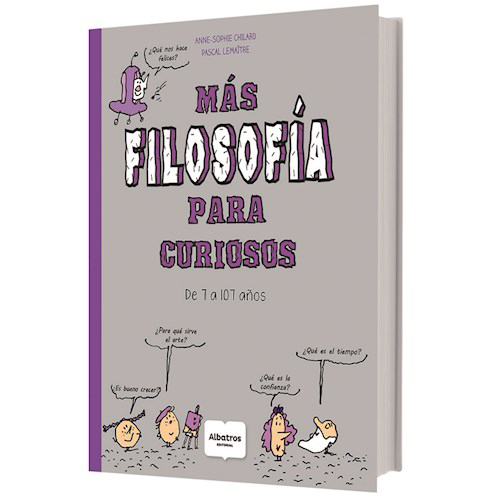 ANNE-SOPHIE CHILARD
PASCAL LEMAÎTRE
¿Qué nos hace
felices?
MÁS
FILOSOFÍA
PARA
CURIOSOS
De 7 a 107 años
¿Para qué sirve
el arte?
¿Es bueno crecer?
¿Qué es el tiempo?
¿Qué es la
confianza?
Albatros
EDITORIAL